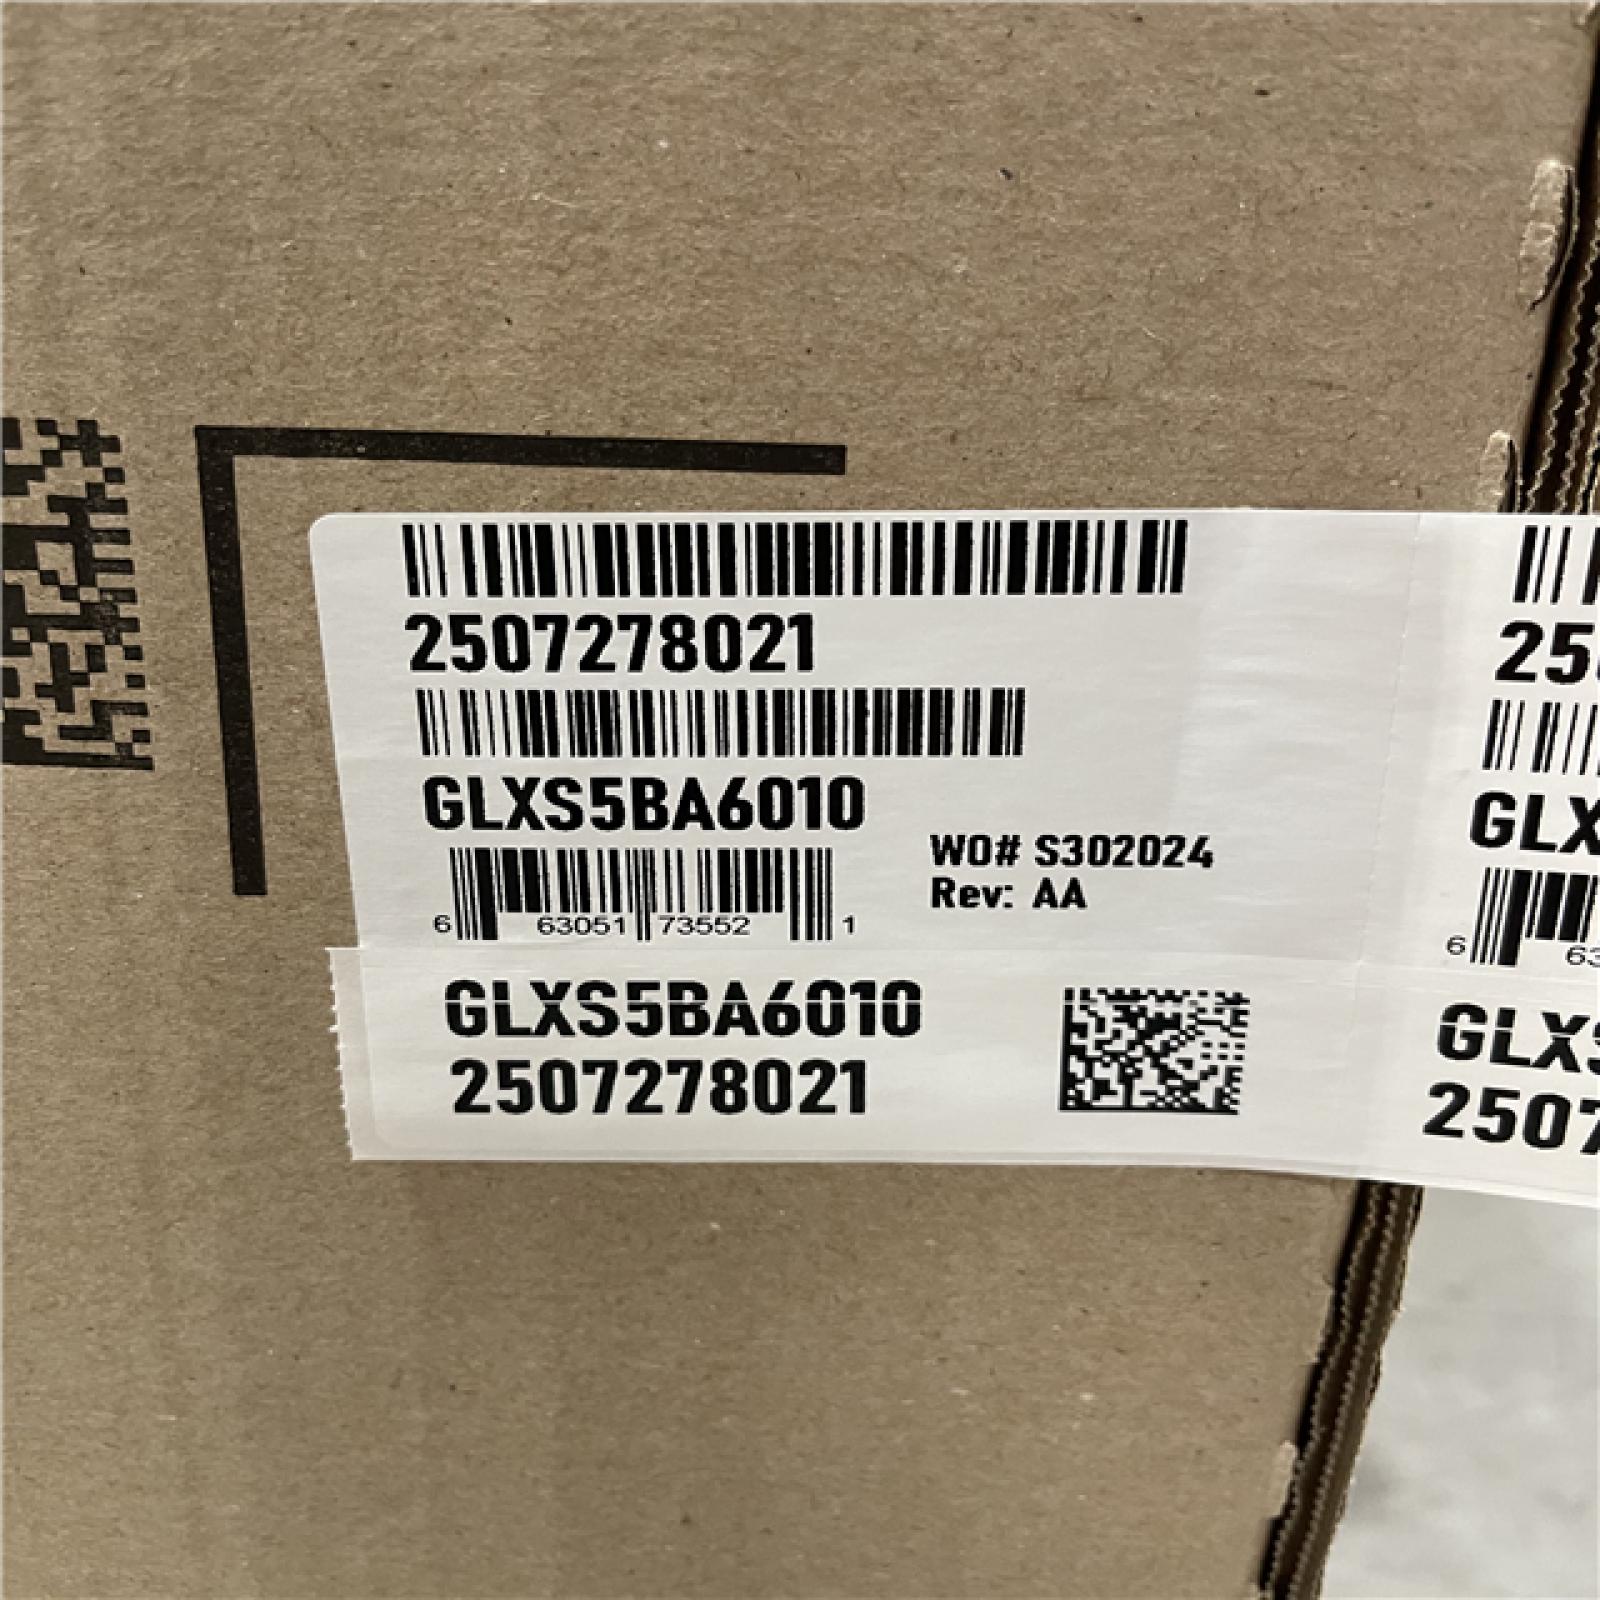 2507278021
GLXS5BA6010
WO# S302024
Rev: AA
6 63051 73552 1
GLXS5BA6010
2507278021
25
GLX
6 63
GLXS
2507